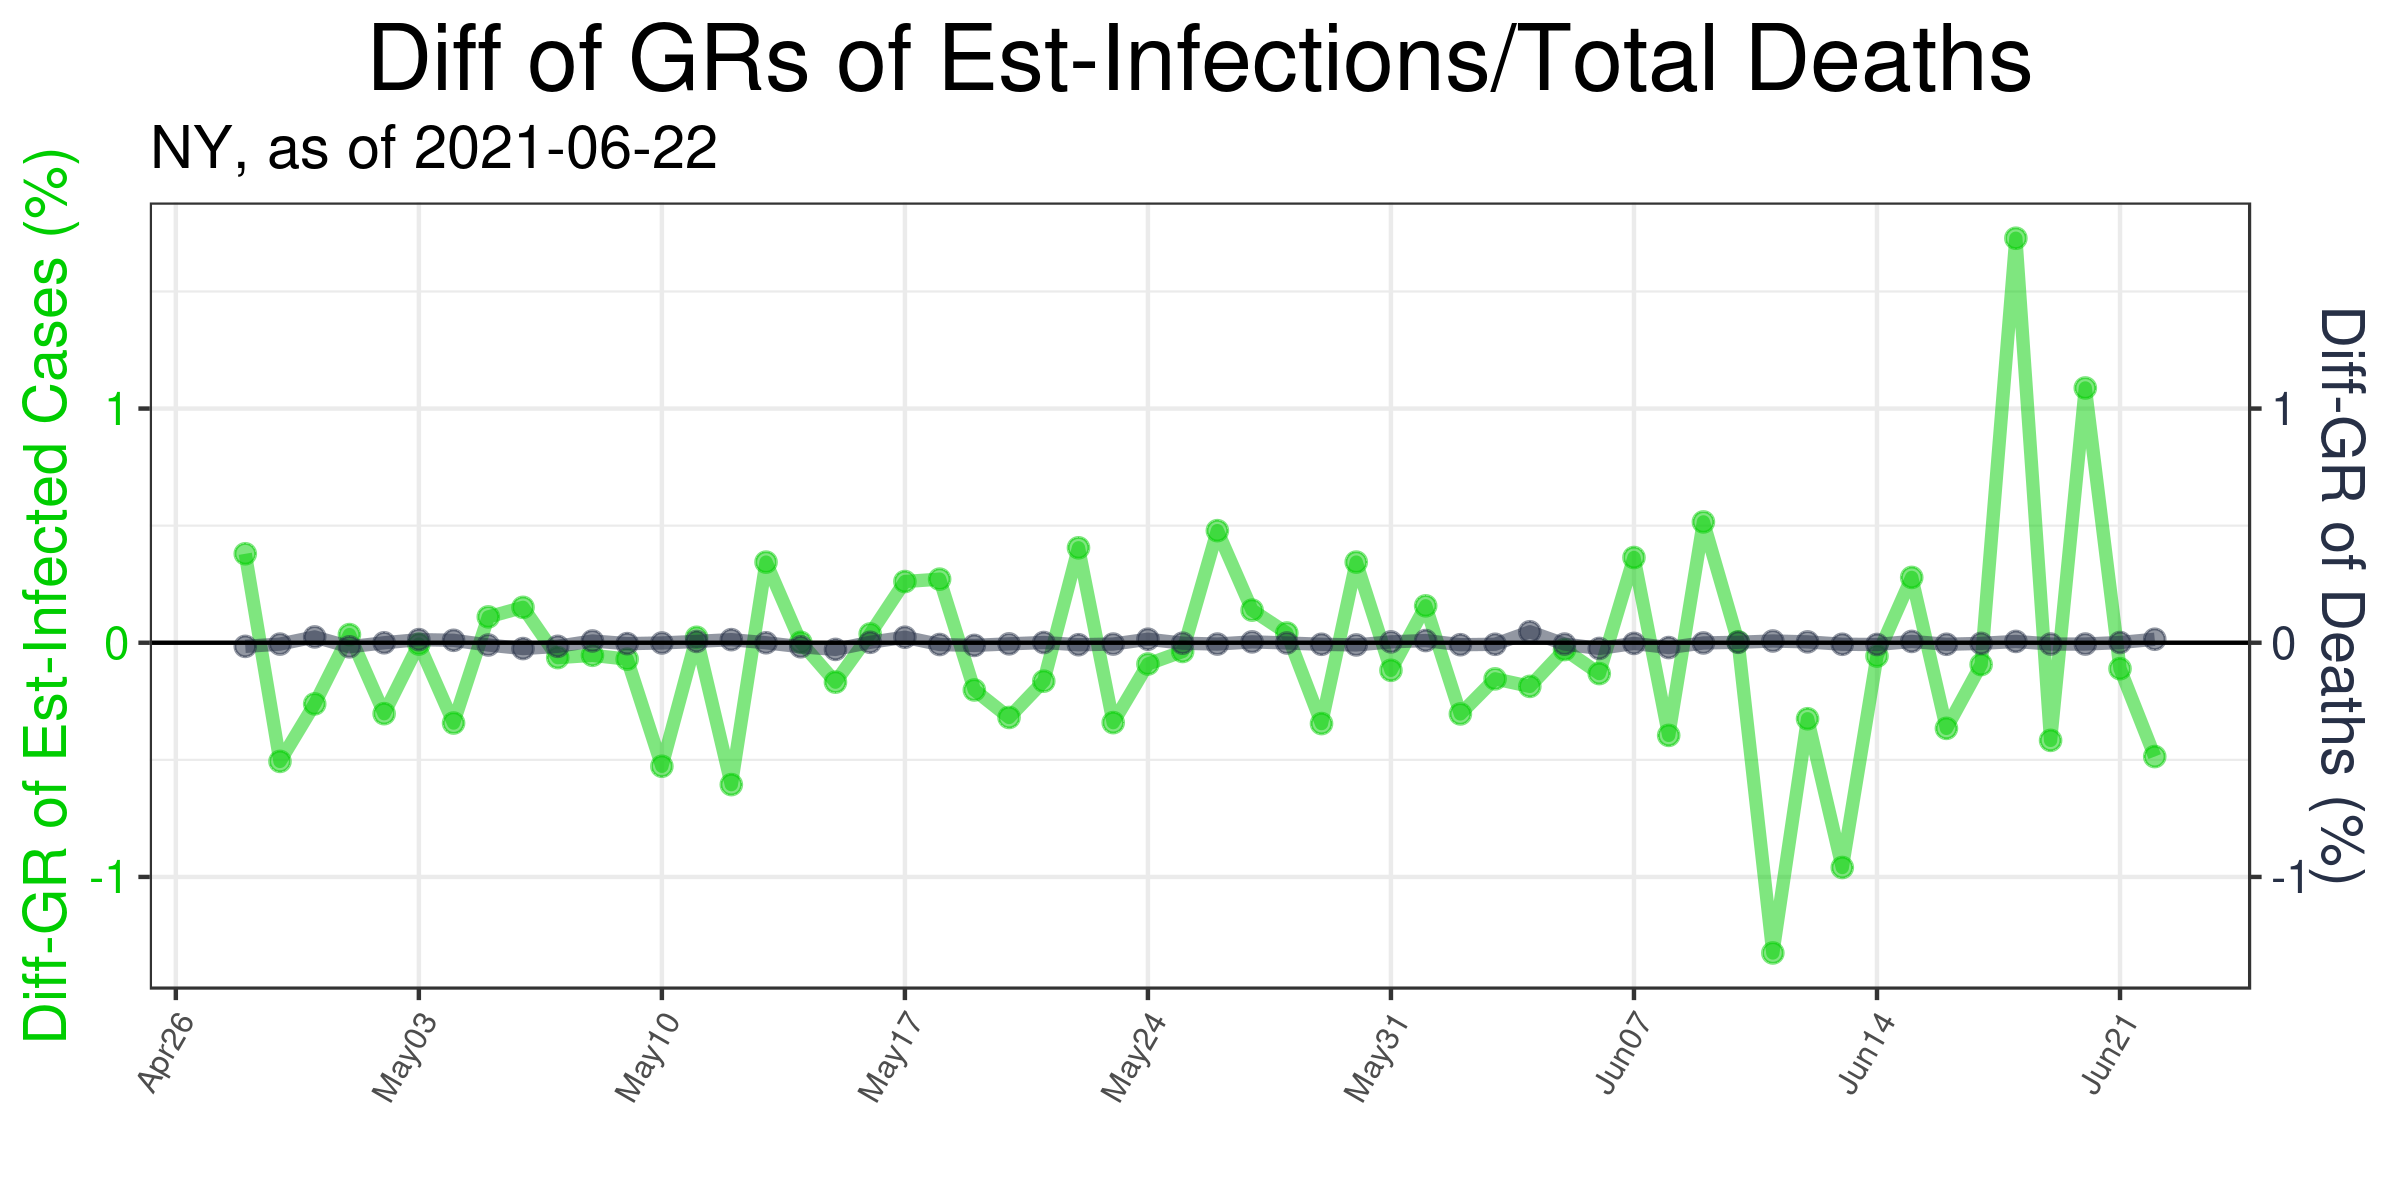 Diff of GRs of Est-Infections/Total Deaths
NY, as of 2021-06-22
Diff-GR of Est-Infected Cases (%)
1
0
-1
1
0
-1
Diff-GR of Deaths (%)
Apr26
May03
May10
May17
May24
May31
Jun07
Jun14
Jun21